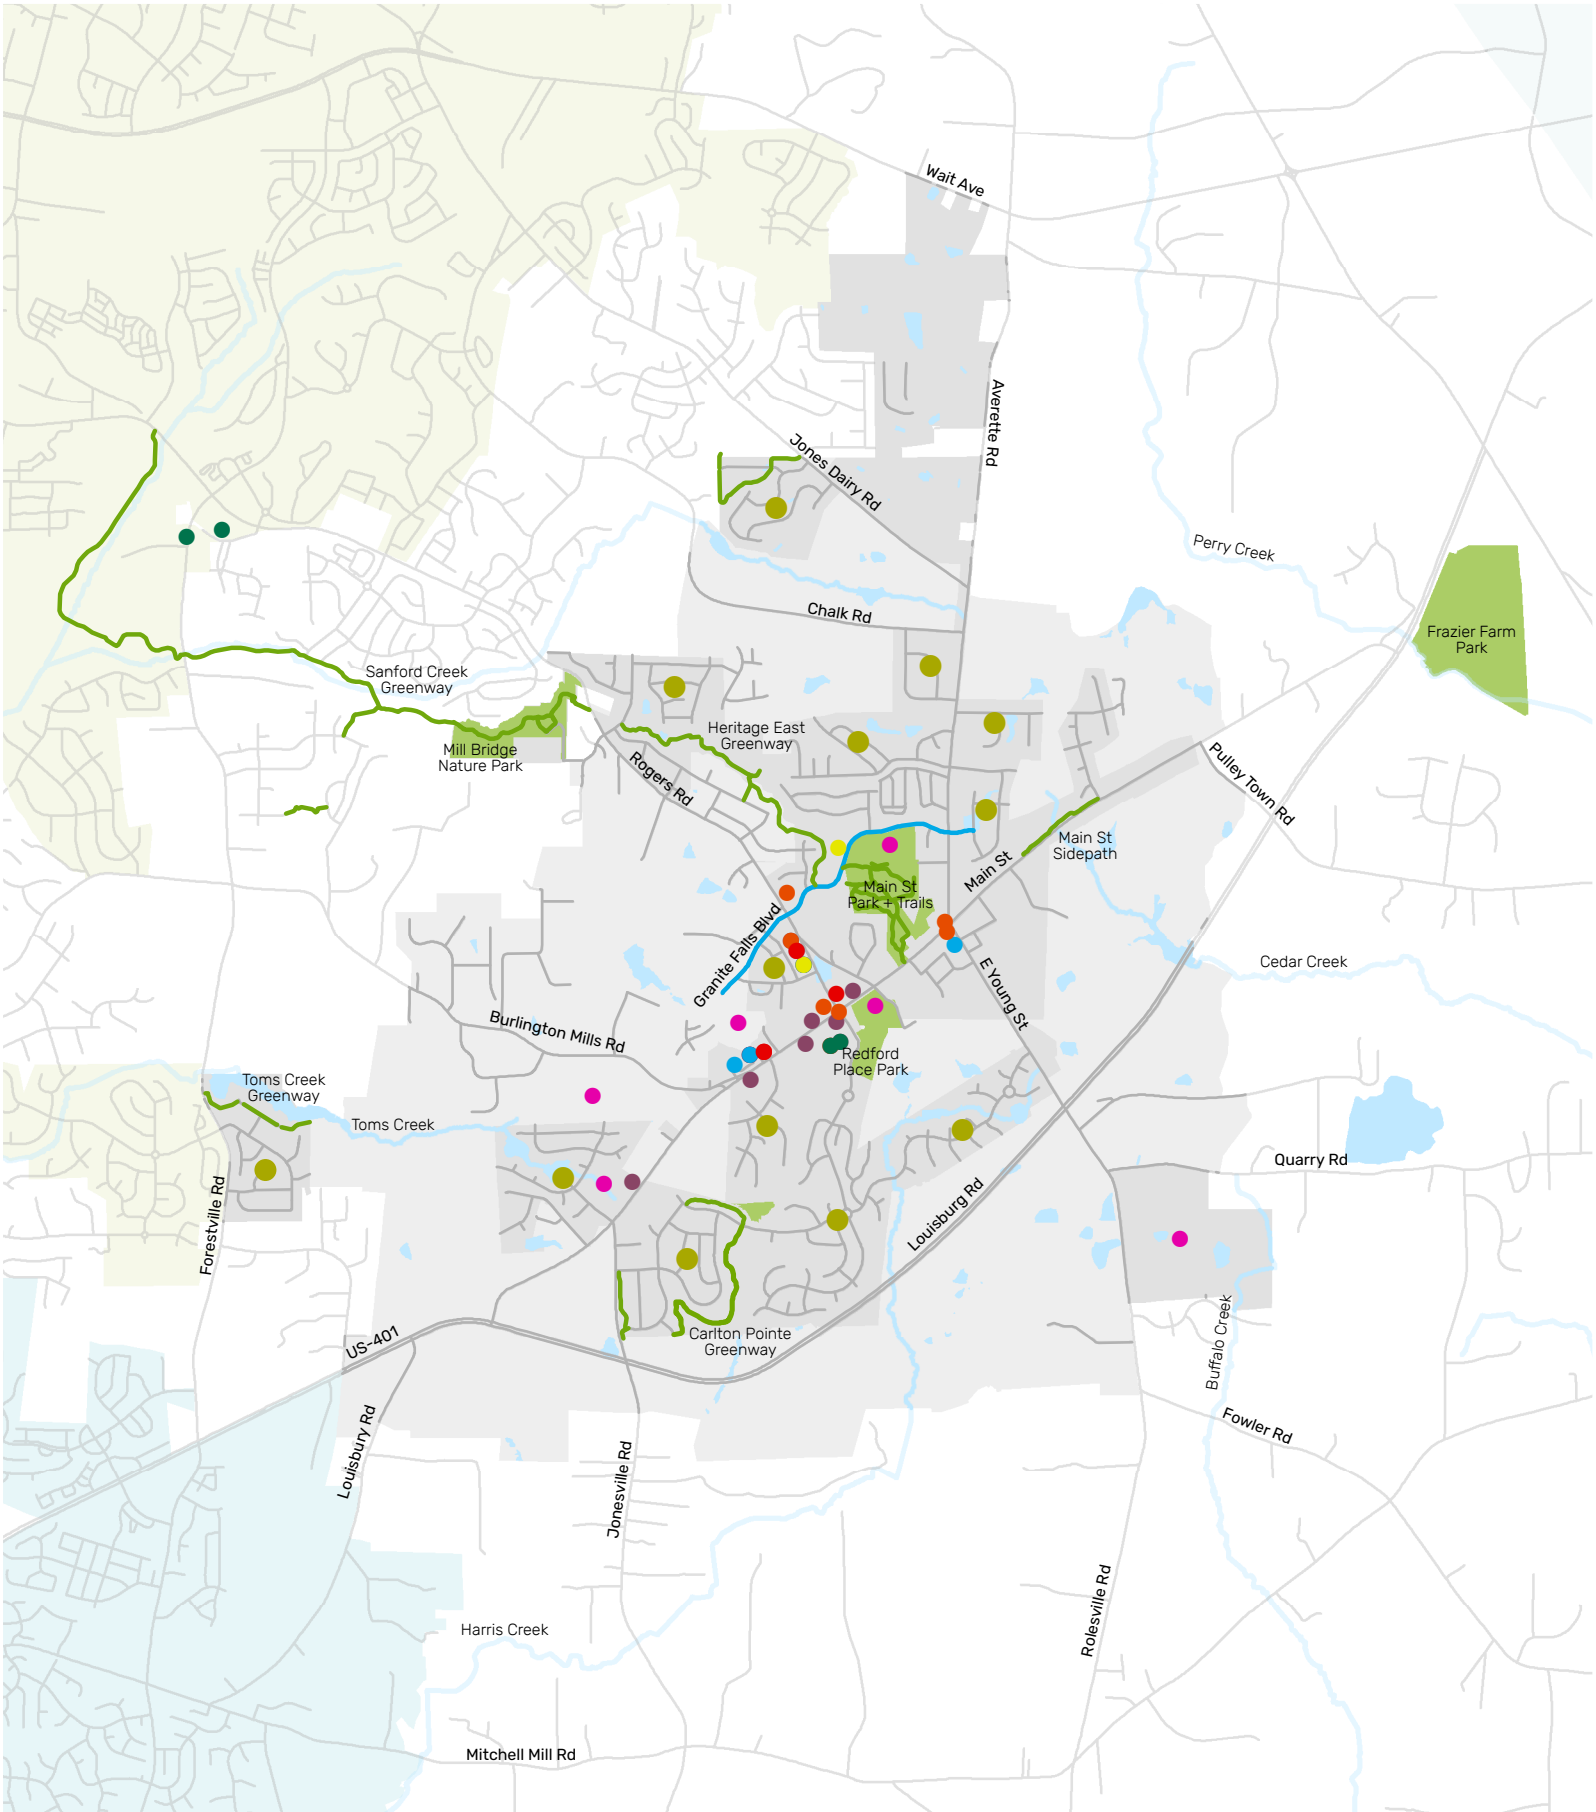 Wait Ave
Averette Rd
Jones Dairy Rd
Perry Creek
Chalk Rd
Frazier Farm
Park
Sanford Creek
Greenway
Heritage East
Greenway
Mill Bridge
Nature Park
Rogers Rd
Pulley Town Rd
Main St
Sidepath
Main St
Main St
Park + Trails
Granite Falls Blvd
E Young St
Cedar Creek
Burlington Mills Rd
Redford
Place Park
Toms Creek
Greenway
Toms Creek
Quarry Rd
Forestville Rd
Louisburg Rd
US-401
Carlton Pointe
Greenway
Buffalo Creek
Fowler Rd
Louisbury Rd
Jonesville Rd
Rolesville Rd
Harris Creek
Mitchell Mill Rd